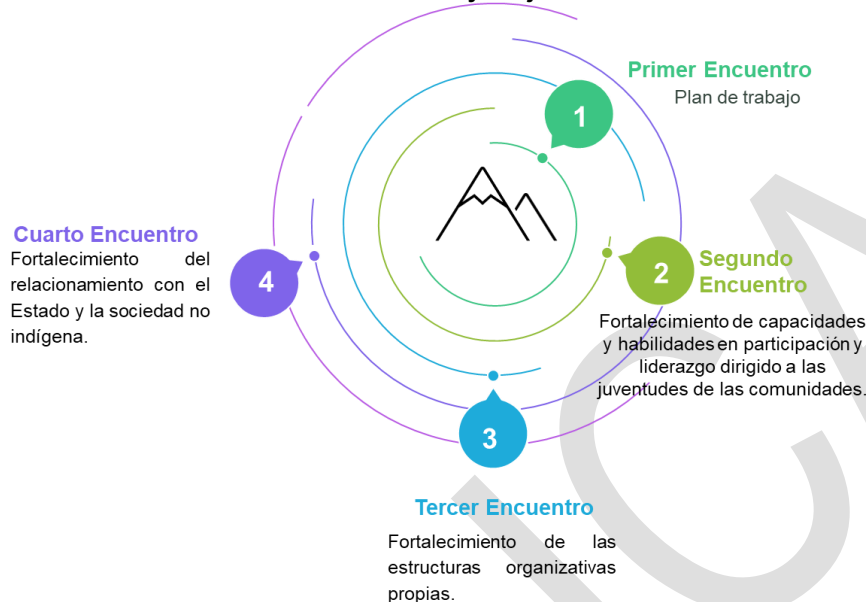 Primer Encuentro
Plan de trabajo
1
Segundo
Encuentro
2
Fortalecimiento de capacidades
y habilidades en participación y
liderazgo dirigido a las
juventudes de las comunidades.
3
Tercer Encuentro
Fortalecimiento de las
estructuras organizativas
propias.
Cuarto Encuentro
4
Fortalecimiento del
relacionamiento con el
Estado y la sociedad no
indígena.